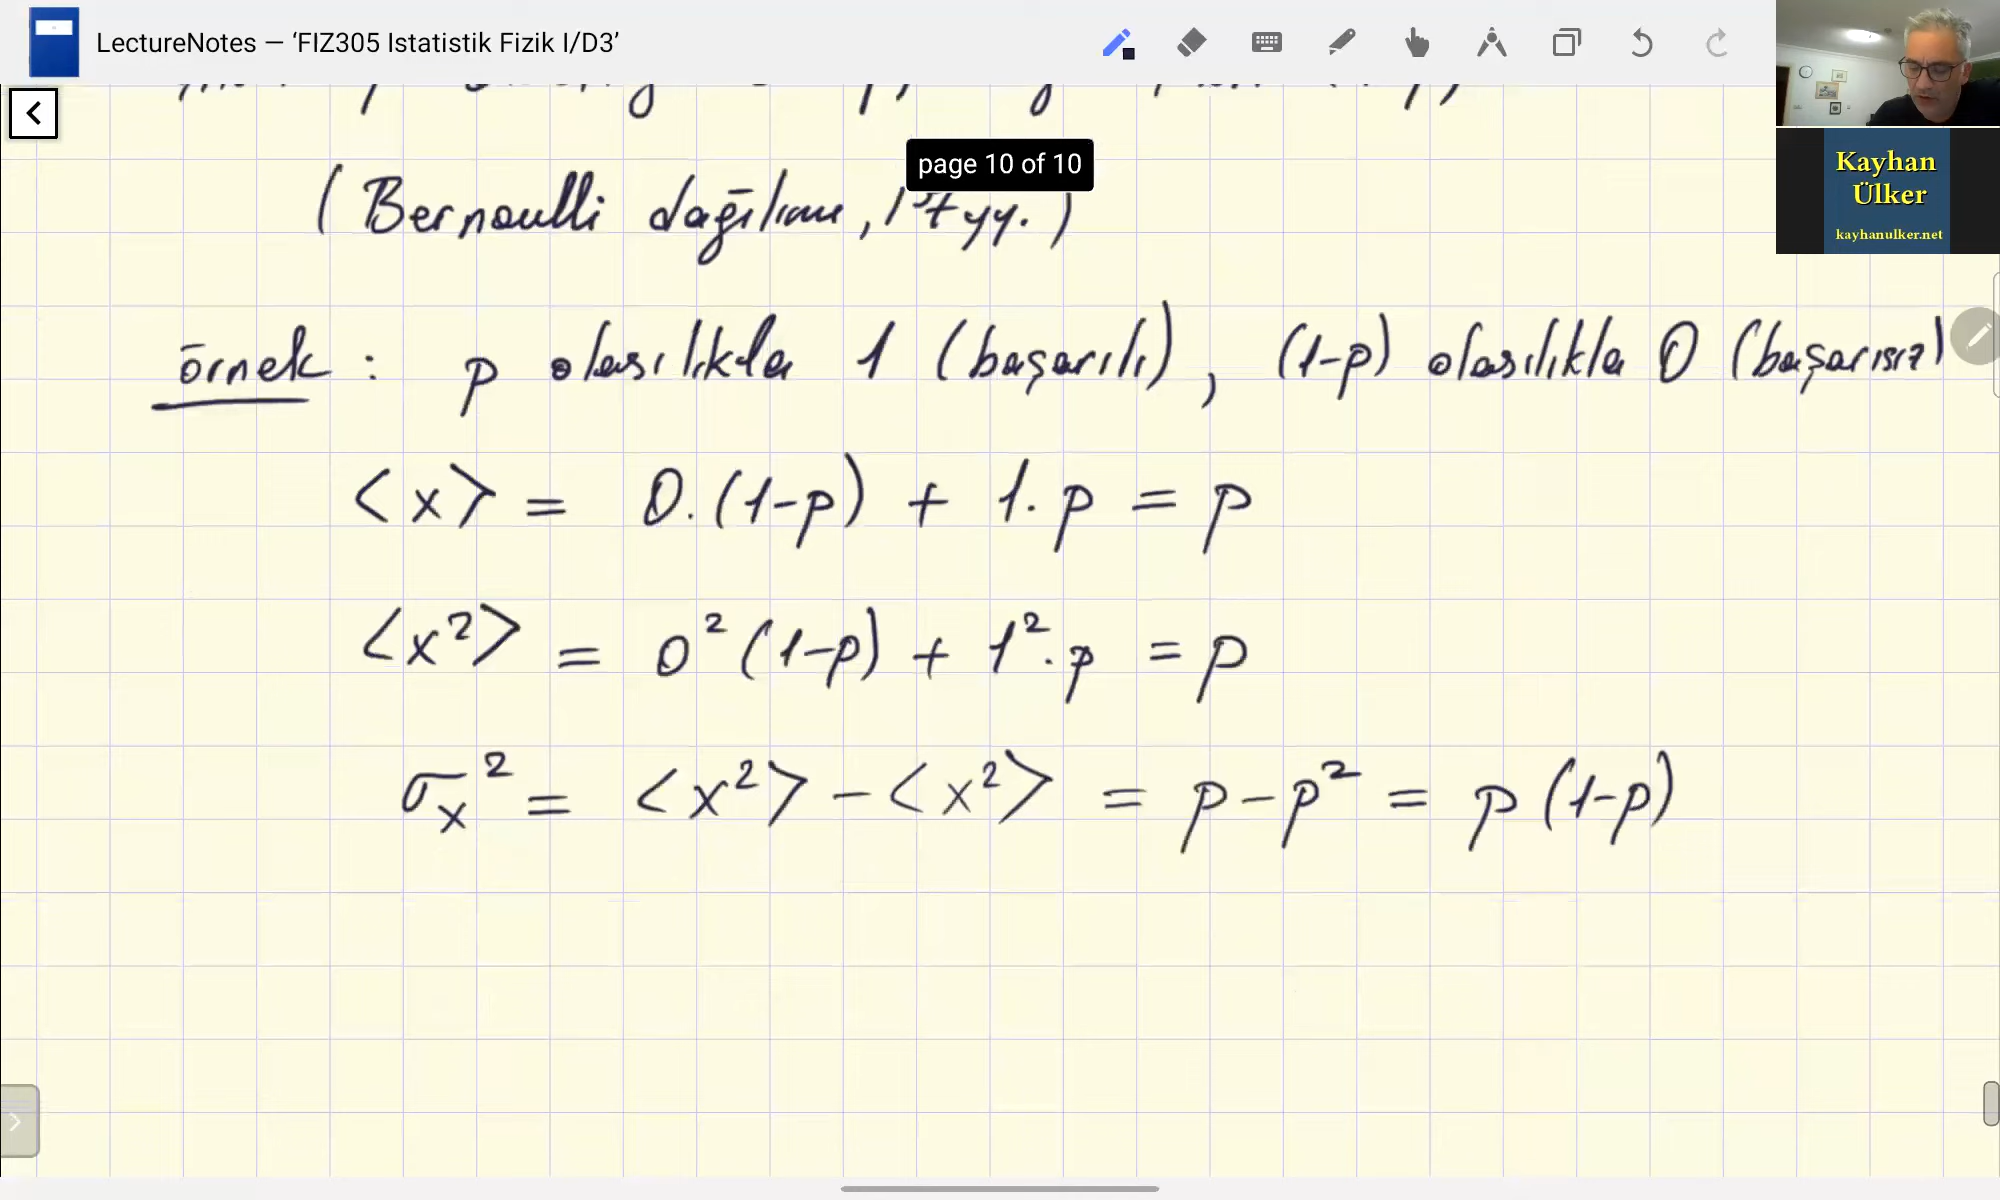 LectureNotes — ‘FIZ305 Istatistik Fizik I/D3’
page 10 of 10
Kayhan
Ülker
kayhanulker.net
(Bernoulli dağılımı, 1
örnek : p olasılıkla 1 (başarılı), (1-p) olasılıkla 0 (başarısız)
<x> = 0.(1-p) + 1.p = p
<x²> = 0²(1-p) + 1².p = p
σₓ² = <x²> - <x²> = p - p² = p(1-p)